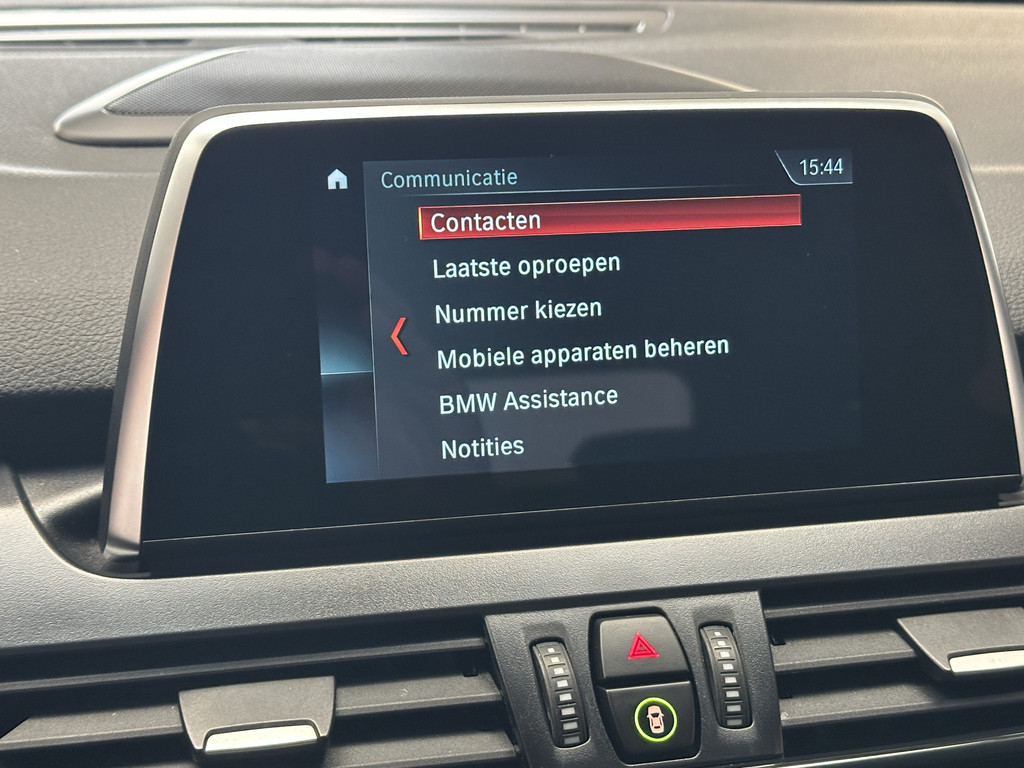 Communicatie
15:44
Contacten
Laatste oproepen
Nummer kiezen
Mobiele apparaten beheren
BMW Assistance
Notities